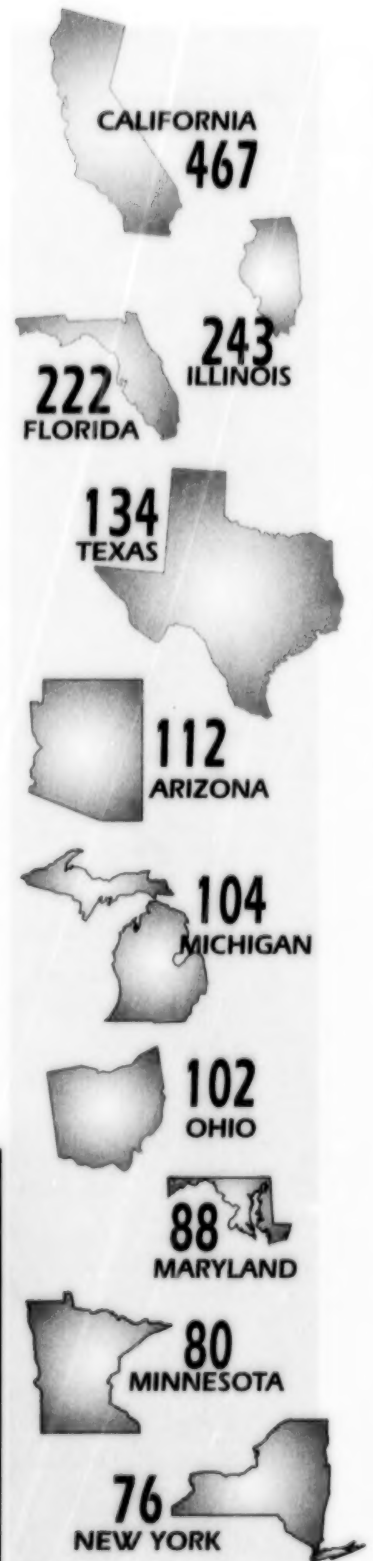 CALIFORNIA
467
243
ILLINOIS
222
FLORIDA
134
TEXAS
112
ARIZONA
104
MICHIGAN
102
OHIO
88
MARYLAND
80
MINNESOTA
76
NEW YORK